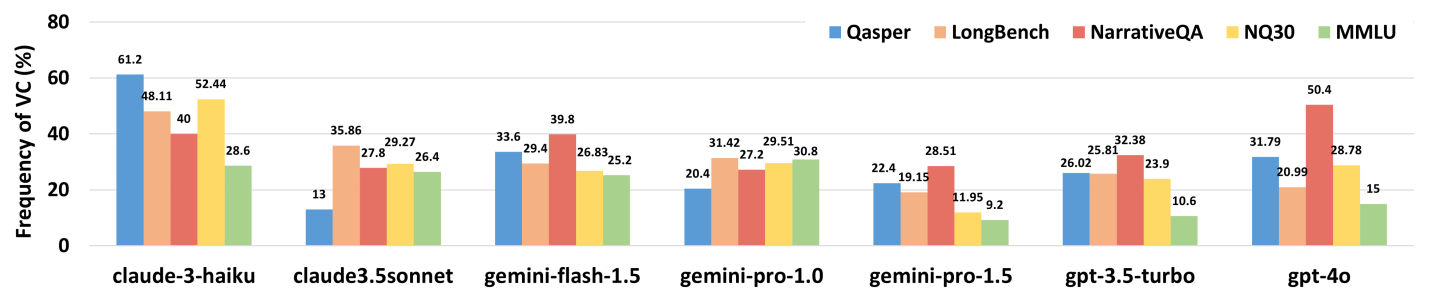 Frequency of VC (%)
80
60
40
20
0
Qasper LongBench NarrativeQA NQ30 MMLU
61.2 48.11 40 52.44 28.6
13 35.86 27.8 29.27 26.4
33.6 29.4 39.8 26.83 25.2
20.4 31.42 27.2 29.51 30.8
22.4 19.15 28.51 11.95 9.2
26.02 25.81 32.38 23.9 10.6
31.79 20.99 50.4 28.78 15
claude-3-haiku claude3.5sonnet gemini-flash-1.5 gemini-pro-1.0 gemini-pro-1.5 gpt-3.5-turbo gpt-4o